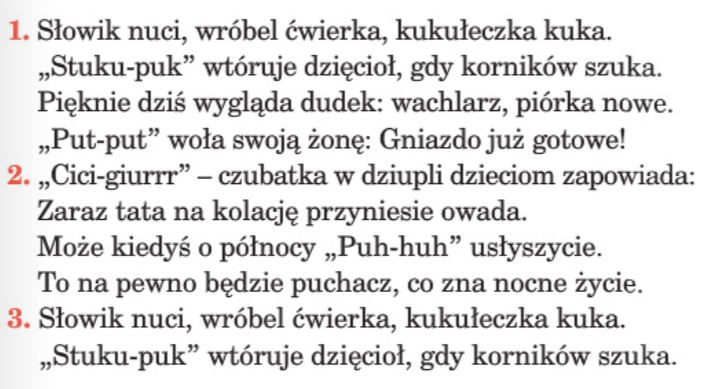 1. Słowik nuci, wróbel ćwierka, kukułeczka kuka.
„Stuku-puk” wtóruje dzięcioł, gdy korników szuka.
Pięknie dziś wygląda dudek: wachlarz, piórka nowe.
„Put-put” woła swoją żonę: Gniazdo już gotowe!
2. „Cici-giurrr” – czubatka w dziupli dzieciom zapowiada:
Zaraz tata na kolację przyniesie owada.
Może kiedyś o północy „Puh-huh” usłyszycie.
To na pewno będzie puchacz, co zna nocne życie.
3. Słowik nuci, wróbel ćwierka, kukułeczka kuka.
„Stuku-puk” wtóruje dzięcioł, gdy korników szuka.